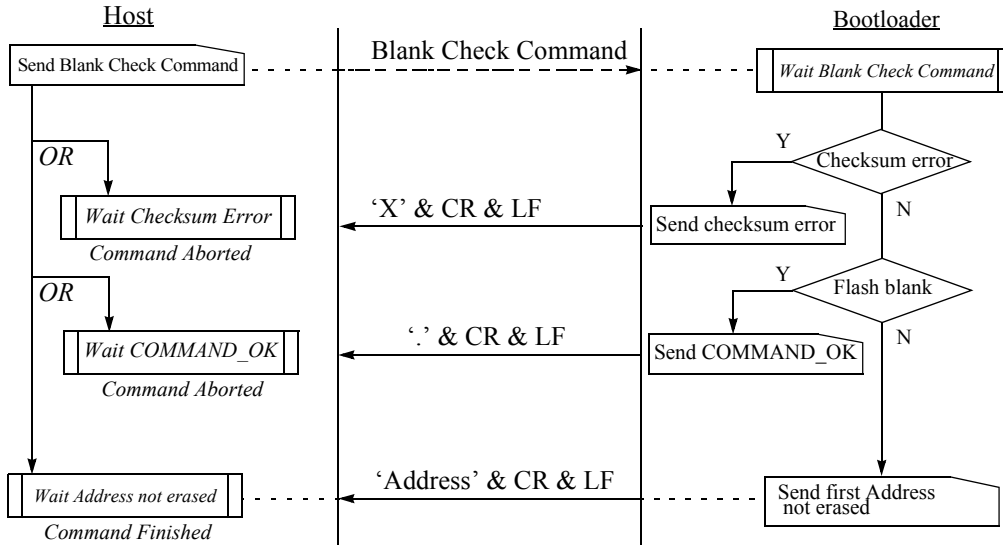 Host
Bootloader
Send Blank Check Command
Blank Check Command
Wait Blank Check Command
OR
Y
Checksum error
Wait Checksum Error
‘X’ & CR & LF
Send checksum error
N
Command Aborted
OR
Y
Flash blank
Wait COMMAND_OK
‘.’ & CR & LF
Send COMMAND_OK
N
Command Aborted
Wait Address not erased
‘Address’ & CR & LF
Send first Address
not erased
Command Finished